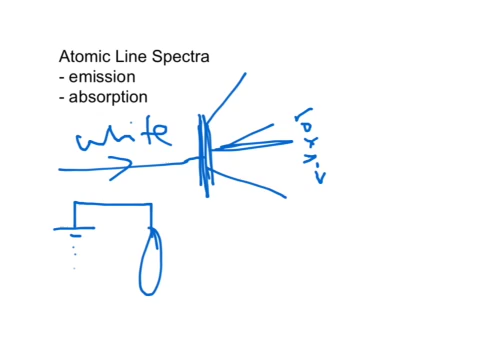 Atomic Line Spectra
- emission
- absorption
white